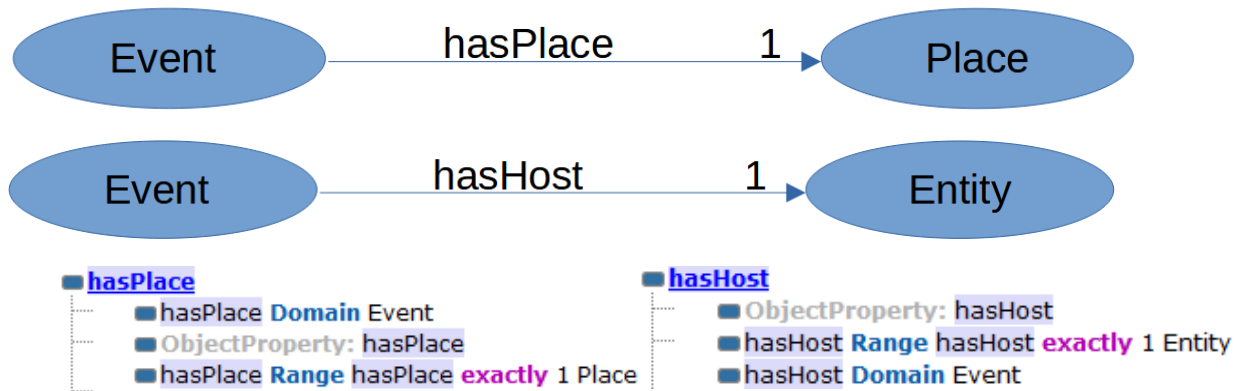 Event hasPlace 1 Place
Event hasHost 1 Entity
hasPlace
hasPlace Domain Event
ObjectProperty: hasPlace
hasPlace Range hasPlace exactly 1 Place
hasHost
ObjectProperty: hasHost
hasHost Range hasHost exactly 1 Entity
hasHost Domain Event